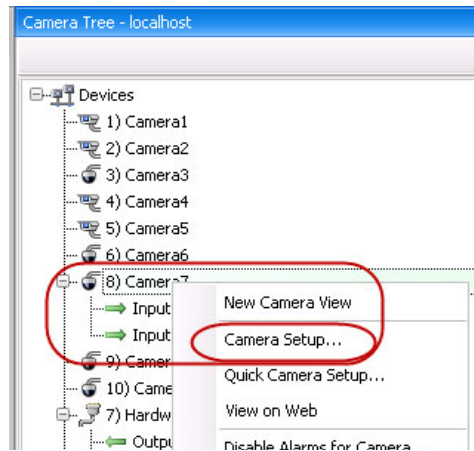 Camera Tree - localhost
Devices
1) Camera1
2) Camera2
3) Camera3
4) Camera4
5) Camera5
6) Camera6
8) Camera7
New Camera View
Input
Input
Camera Setup...
9) Camer
Quick Camera Setup...
10) Came
View on Web
7) Hardw
Disable Alarms for Camera
Outpu